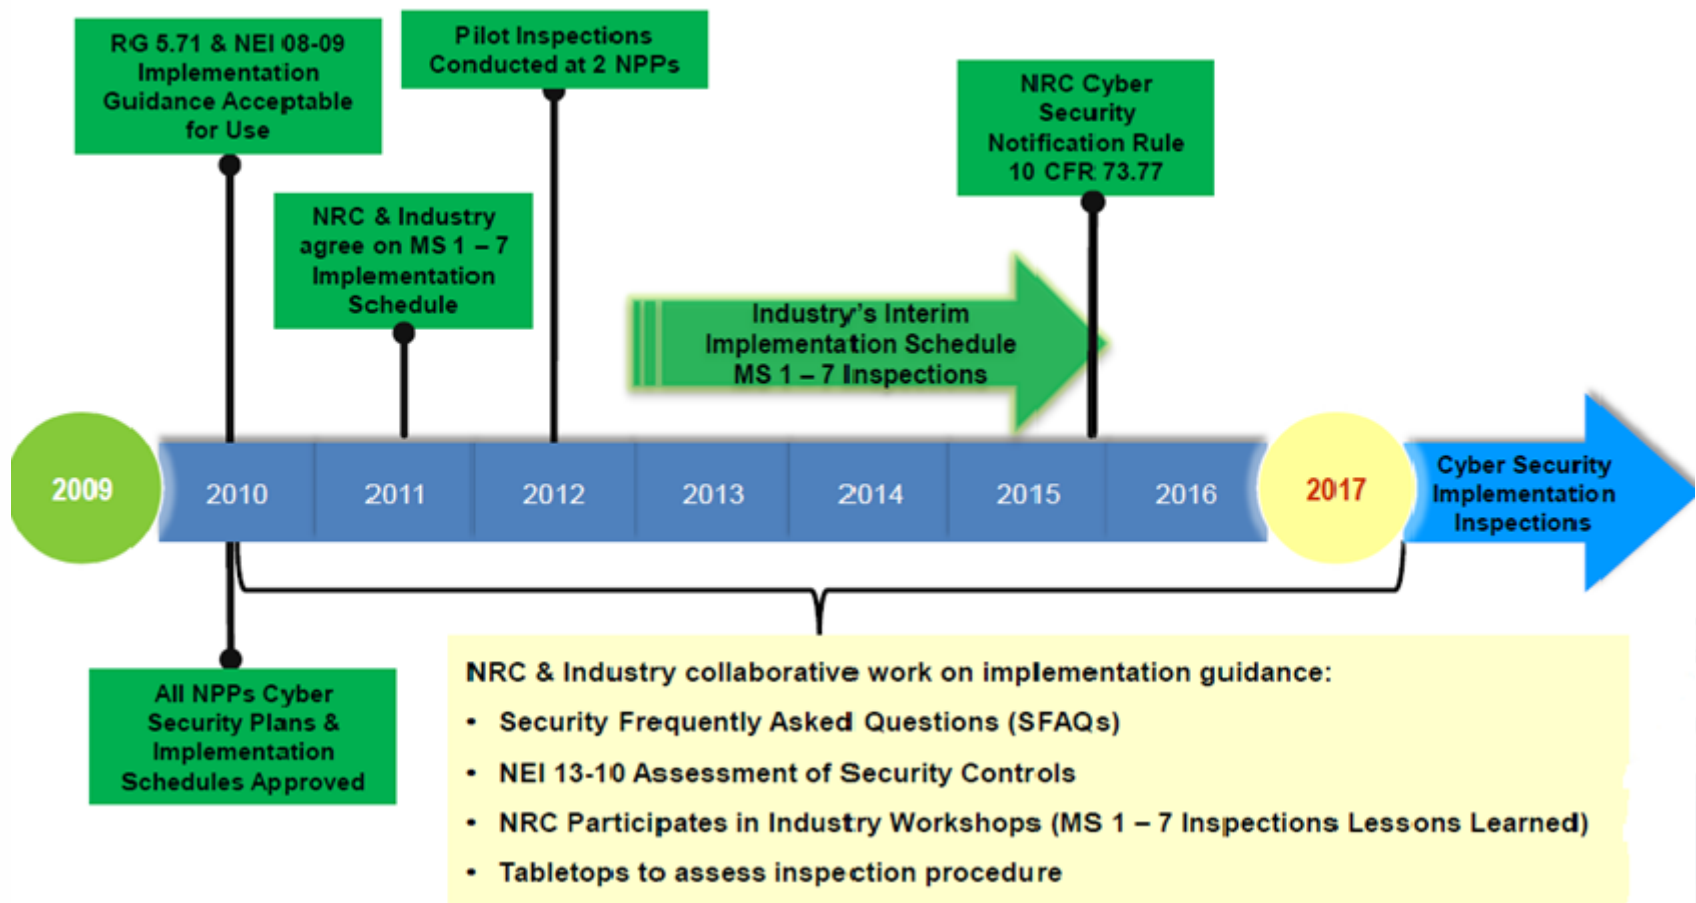 RG 5.71 & NEI 08-09
Implementation
Guidance Acceptable
for Use
Pilot Inspections
Conducted at 2 NPPs
NRC Cyber
Security
Notification Rule
10 CFR 73.77
NRC & Industry
agree on MS 1 – 7
Implementation
Schedule
Industry's Interim
Implementation Schedule
MS 1 – 7 Inspections
2009
2010
2011
2012
2013
2014
2015
2016
2017
Cyber Security
Implementation
Inspections
All NPPs Cyber
Security Plans &
Implementation
Schedules Approved
NRC & Industry collaborative work on implementation guidance:
• Security Frequently Asked Questions (SFAQs)
• NEI 13-10 Assessment of Security Controls
• NRC Participates in Industry Workshops (MS 1 – 7 Inspections Lessons Learned)
• Tabletops to assess inspection procedure